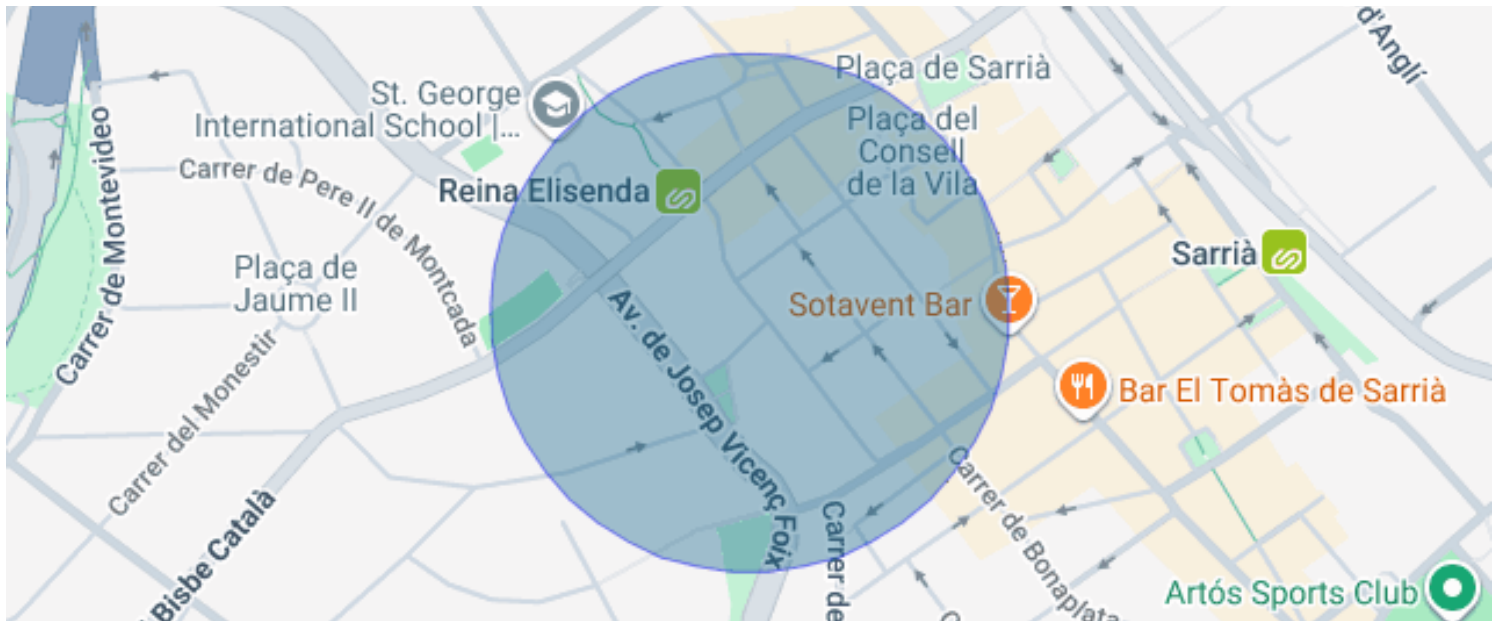 d'Anglí
Plaça de Sarrià
St. George
International School |...
Plaça del
Consell
de la Vila
Carrer de Montevideo
Carrer de Pere II de Montcada
Reina Elisenda
Sarrià
Plaça de
Jaume II
Sotavent Bar
Av. de Josep Vicenç Foix
Bar El Tomàs de Sarrià
Carrer del Monestir
Carrer de Bonaplata
Carrer de
Bisbe Català
Artós Sports Club